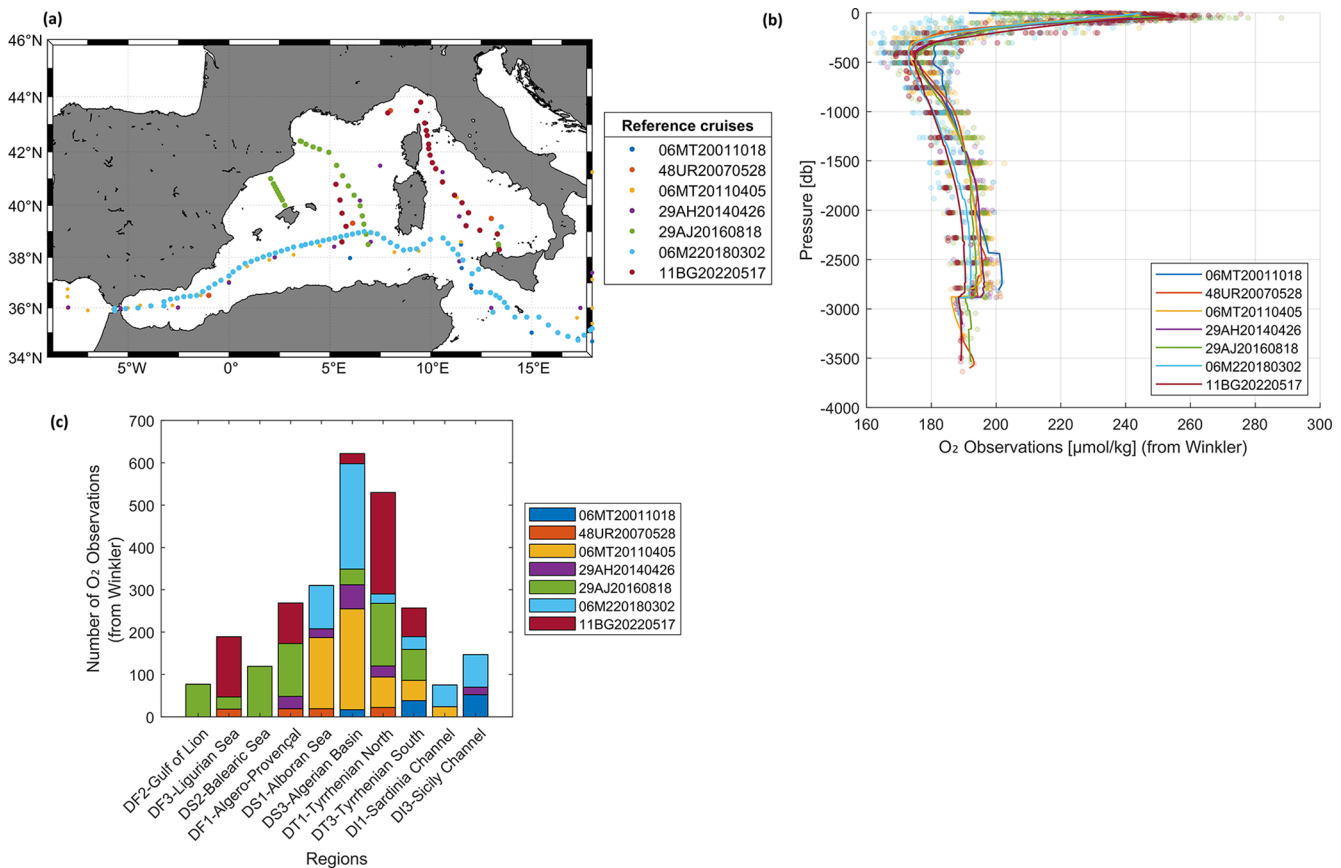 (a)
46°N
44°N
42°N
40°N
38°N
36°N
34°N
5°W
0°
5°E
10°E
15°E
Reference cruises
06MT20011018
48UR20070528
06MT20110405
29AH20140426
29AJ20160818
06M220180302
11BG20220517
(b)
0
-500
-1000
-1500
-2000
-2500
-3000
-3500
-4000
Pressure [db]
160
180
200
220
240
260
280
300
O₂ Observations [µmol/kg] (from Winkler)
06MT20011018
48UR20070528
06MT20110405
29AH20140426
29AJ20160818
06M220180302
11BG20220517
(c)
700
600
500
400
300
200
100
0
Number of O₂ Observations
(from Winkler)
DF2-Gulf of Lion
DF3-Ligurian Sea
DS2-Balearic Sea
DF1-Algero-Provençal
DS1-Alboran Sea
DS3-Algerian Basin
DT1-Tyrrhenian North
DT3-Tyrrhenian South
DI1-Sardinia Channel
DI3-Sicily Channel
Regions
06MT20011018
48UR20070528
06MT20110405
29AH20140426
29AJ20160818
06M220180302
11BG20220517